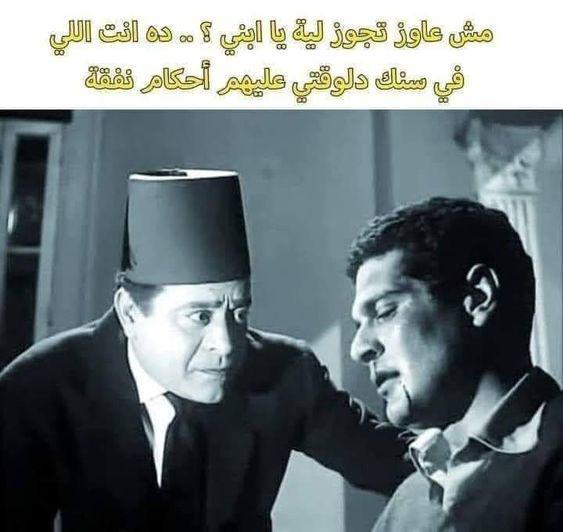 مش عاوز تجوز لية يا ابني ؟ .. ده انت اللي
في سنك دلوقتي عليهم أحكام نفقة